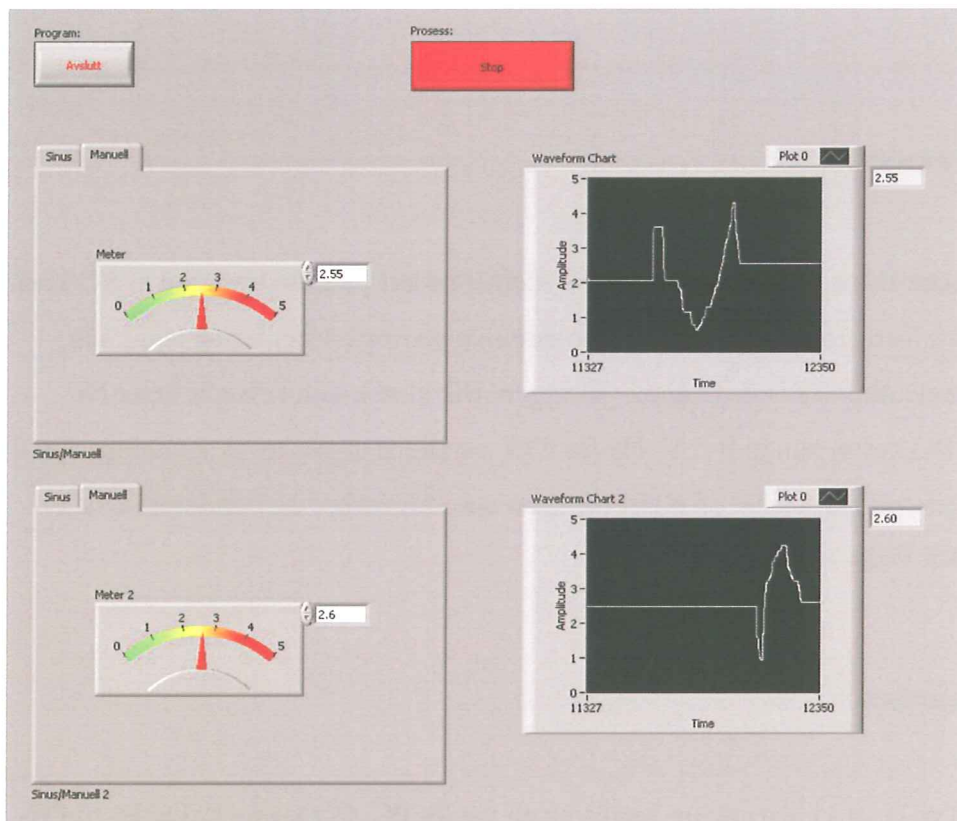 Program:
Prosess:
Avslutt
Stop
Sinus Manuell
Meter
0 1 2 3 4 5
2.55
Sinus/Manuell
Waveform Chart
Plot 0
2.55
Amplitude
5
4
3
2
1
0
11327 12350
Time
Sinus Manuell
Meter 2
0 1 2 3 4 5
2.6
Sinus/Manuell 2
Waveform Chart 2
Plot 0
2.60
Amplitude
5
4
3
2
1
0
11327 12350
Time